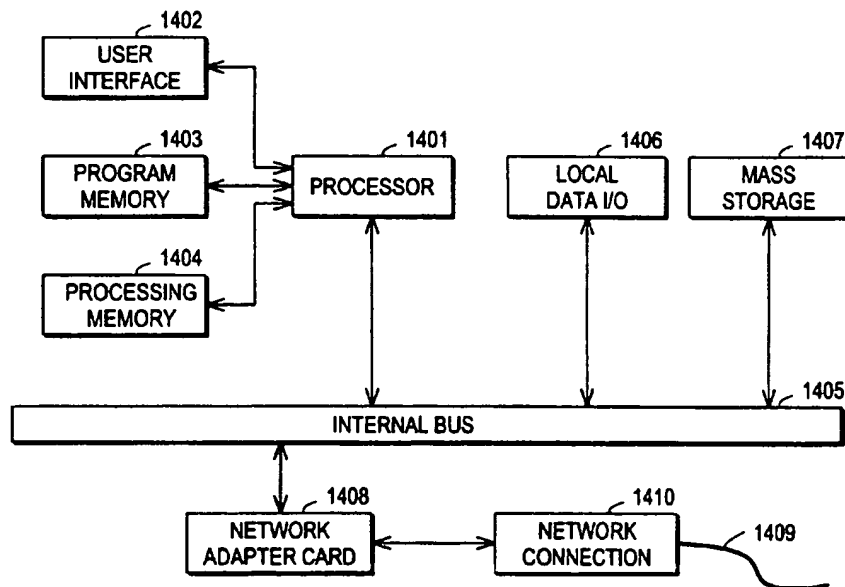 1402
USER
INTERFACE
1403
PROGRAM
MEMORY
1404
PROCESSING
MEMORY
1401
PROCESSOR
1406
LOCAL
DATA I/O
1407
MASS
STORAGE
1405
INTERNAL BUS
1408
NETWORK
ADAPTER CARD
1410
NETWORK
CONNECTION
1409